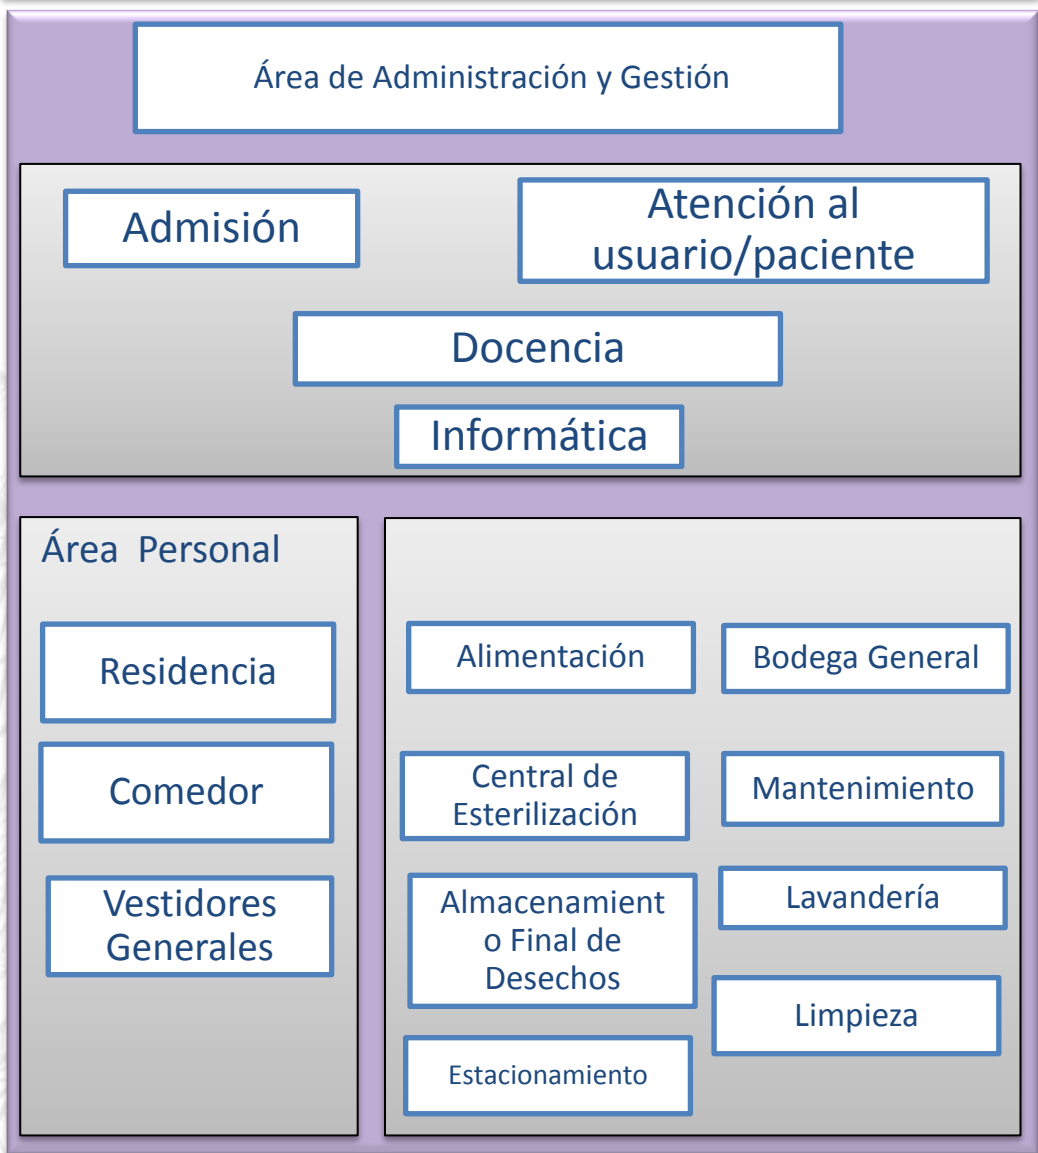 Área de Administración y Gestión
Admisión
Atención al
usuario/paciente
Docencia
Informática
Área  Personal
Residencia
Comedor
Vestidores
Generales
Alimentación
Bodega General
Central de
Esterilización
Mantenimiento
Almacenamient
o Final de
Desechos
Lavandería
Limpieza
Estacionamiento